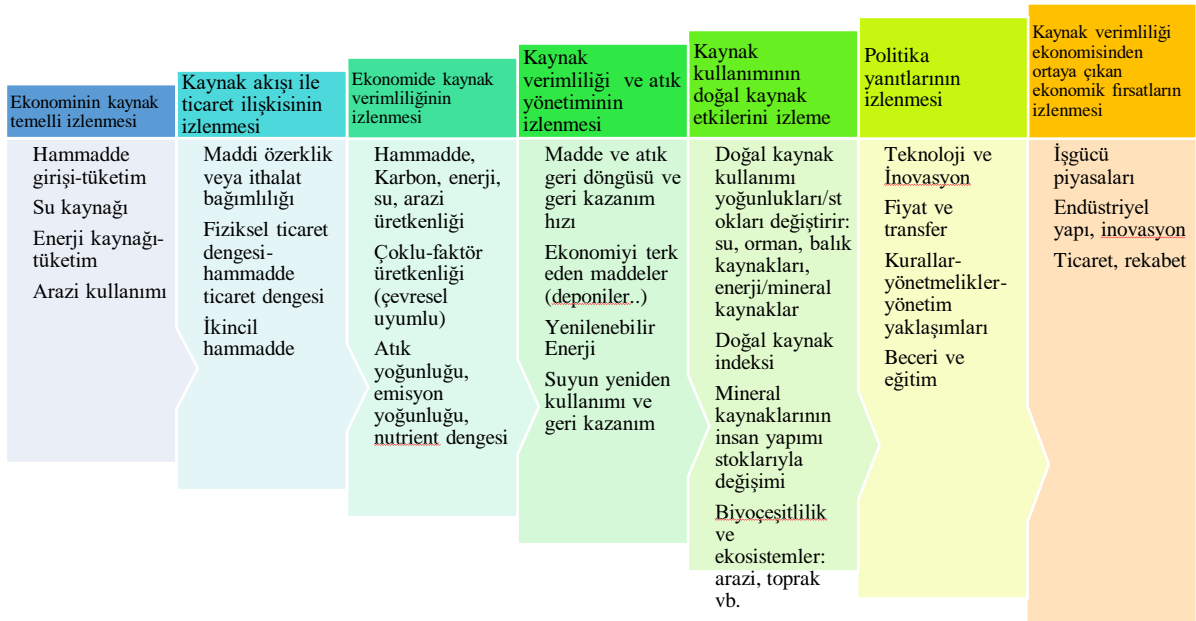 Ekonominin kaynak
temelli izlenmesi
Hammadde
girişi-tüketim
Su kaynağı
Enerji kaynağı-
tüketim
Arazi kullanımı
Kaynak akışı ile
ticaret ilişkisinin
izlenmesi
Maddi özerklik
veya ithalat
bağımlılığı
Fiziksel ticaret
dengesi-
hammadde
ticaret dengesi
İkincil
hammadde
Ekonomide kaynak
verimliliğinin
izlenmesi
Hammadde,
Karbon, enerji,
su, arazi
üretkenliği
Çoklu-faktör
üretkenliği
(çevresel
uyumlu)
Atık
yoğunluğu,
emisyon
yoğunluğu,
nutrient dengesi
Kaynak
verimliliği ve atık
yönetiminin
izlenmesi
Madde ve atık
geri döngüsü ve
geri kazanım
hızı
Ekonomiyi terk
eden maddeler
(deponiler..)
Yenilenebilir
Enerji
Suyun yeniden
kullanımı ve
geri kazanım
Kaynak
kullanımının
doğal kaynak
etkilerini izleme
Doğal kaynak
kullanımı
yoğunlukları/st
okları değiştirir:
su, orman, balık
kaynakları,
enerji/mineral
kaynaklar
Doğal kaynak
indeksi
Mineral
kaynaklarının
insan yapımı
stoklarıyla
değişimi
Biyoçeşitlilik
ve
ekosistemler:
arazi, toprak
vb.
Politika
yanıtlarının
izlenmesi
Teknoloji ve
İnovasyon
Fiyat ve
transfer
Kurallar-
yönetmelikler-
yönetim
yaklaşımları
Beceri ve
eğitim
Kaynak verimliliği
ekonomisinden
ortaya çıkan
ekonomik fırsatların
izlenmesi
İşgücü
piyasaları
Endüstriyel
yapı, inovasyon
Ticaret, rekabet